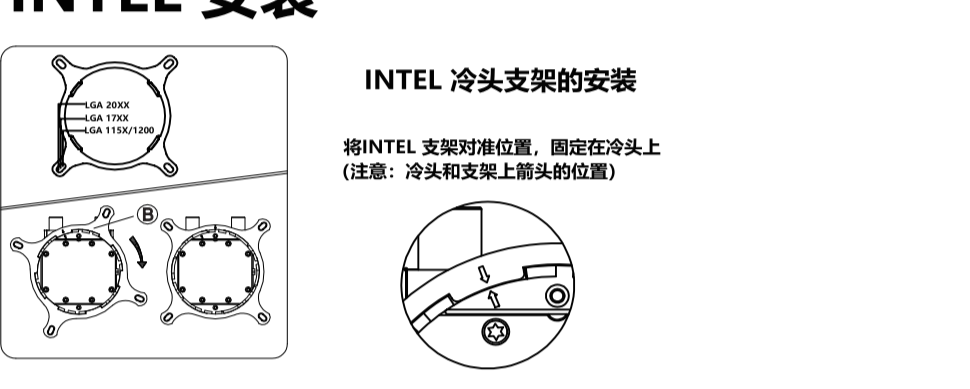 INTEL 安装
INTEL 冷头支架的安装
LGA 20XX
LGA 17XX
LGA 115X/1200
将INTEL 支架对准位置，固定在冷头上
(注意：冷头和支架上箭头的位置)
B